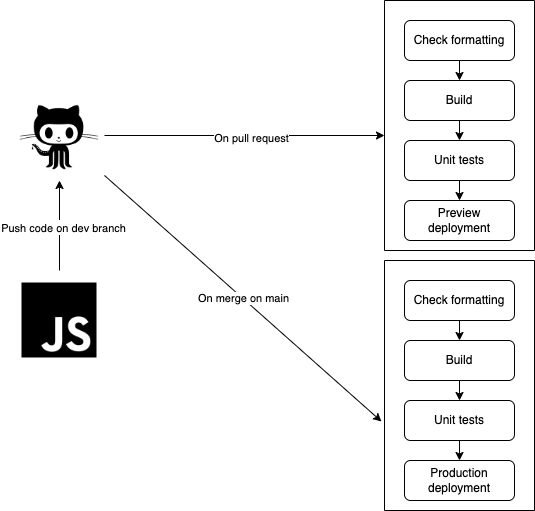 Check formatting
Build
On pull request
Unit tests
Preview
deployment
Push code on dev branch
JS
On merge on main
Check formatting
Build
Unit tests
Production
deployment